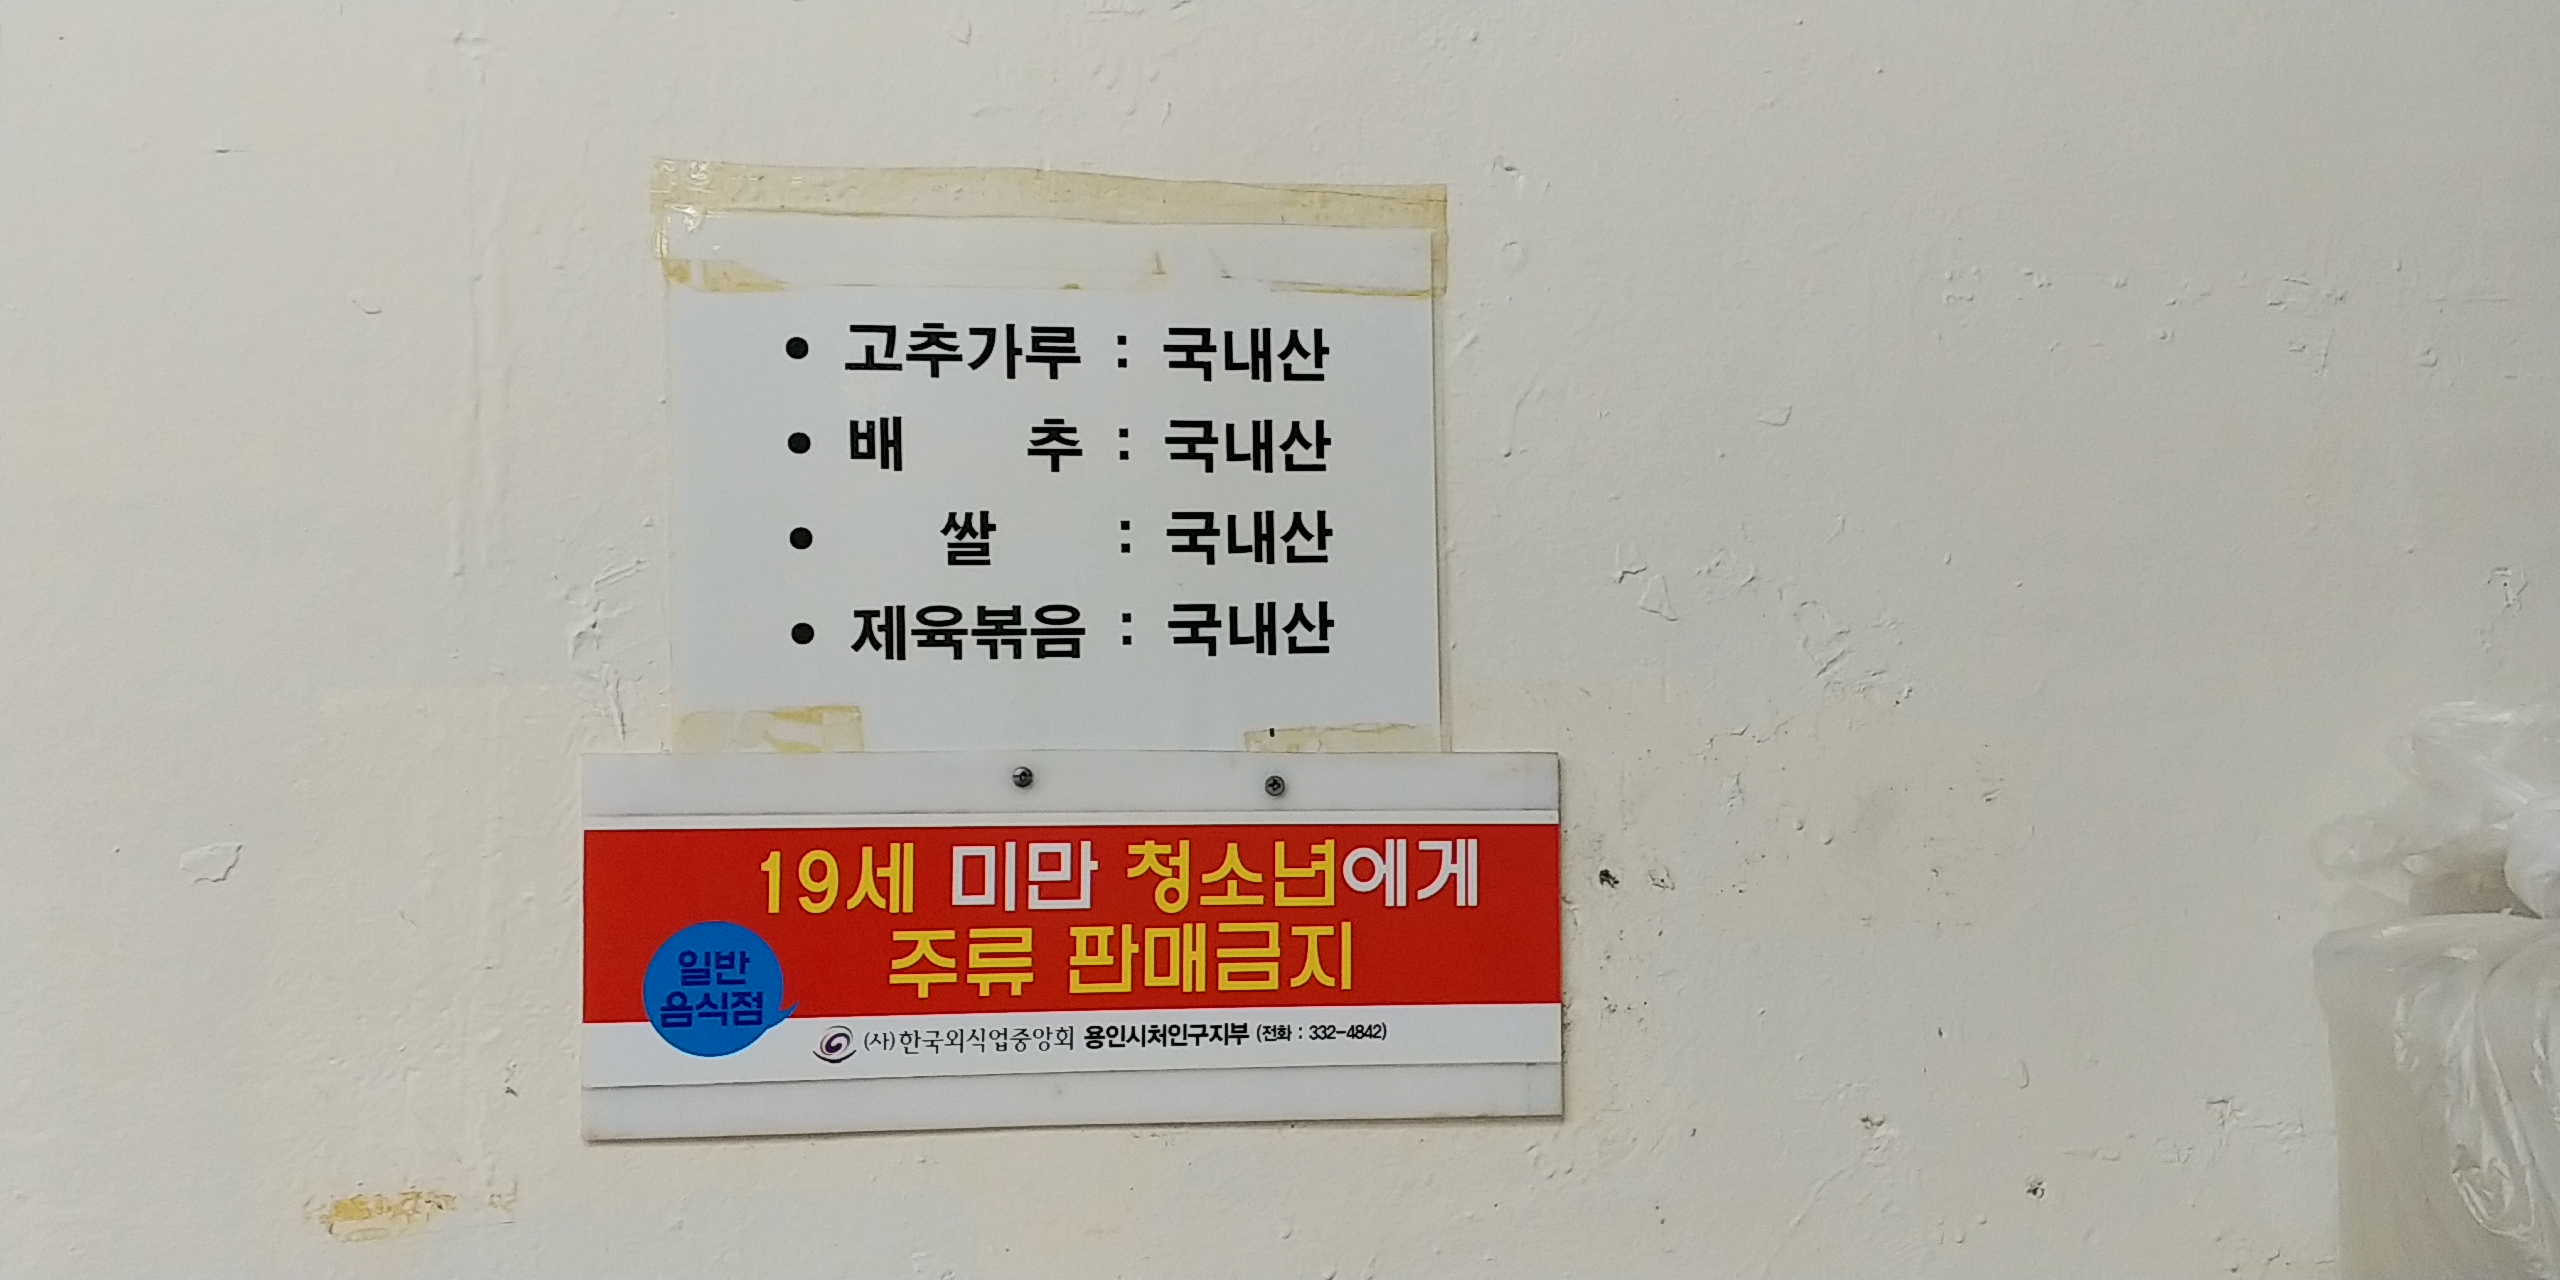 • 고추가루 : 국내산
• 배 추 : 국내산
• 쌀 : 국내산
• 제육볶음 : 국내산
19세 미만 청소년에게
주류 판매금지
일반
음식점
(사)한국외식업중앙회 용인시처인구지부 (전화 : 332-4842)